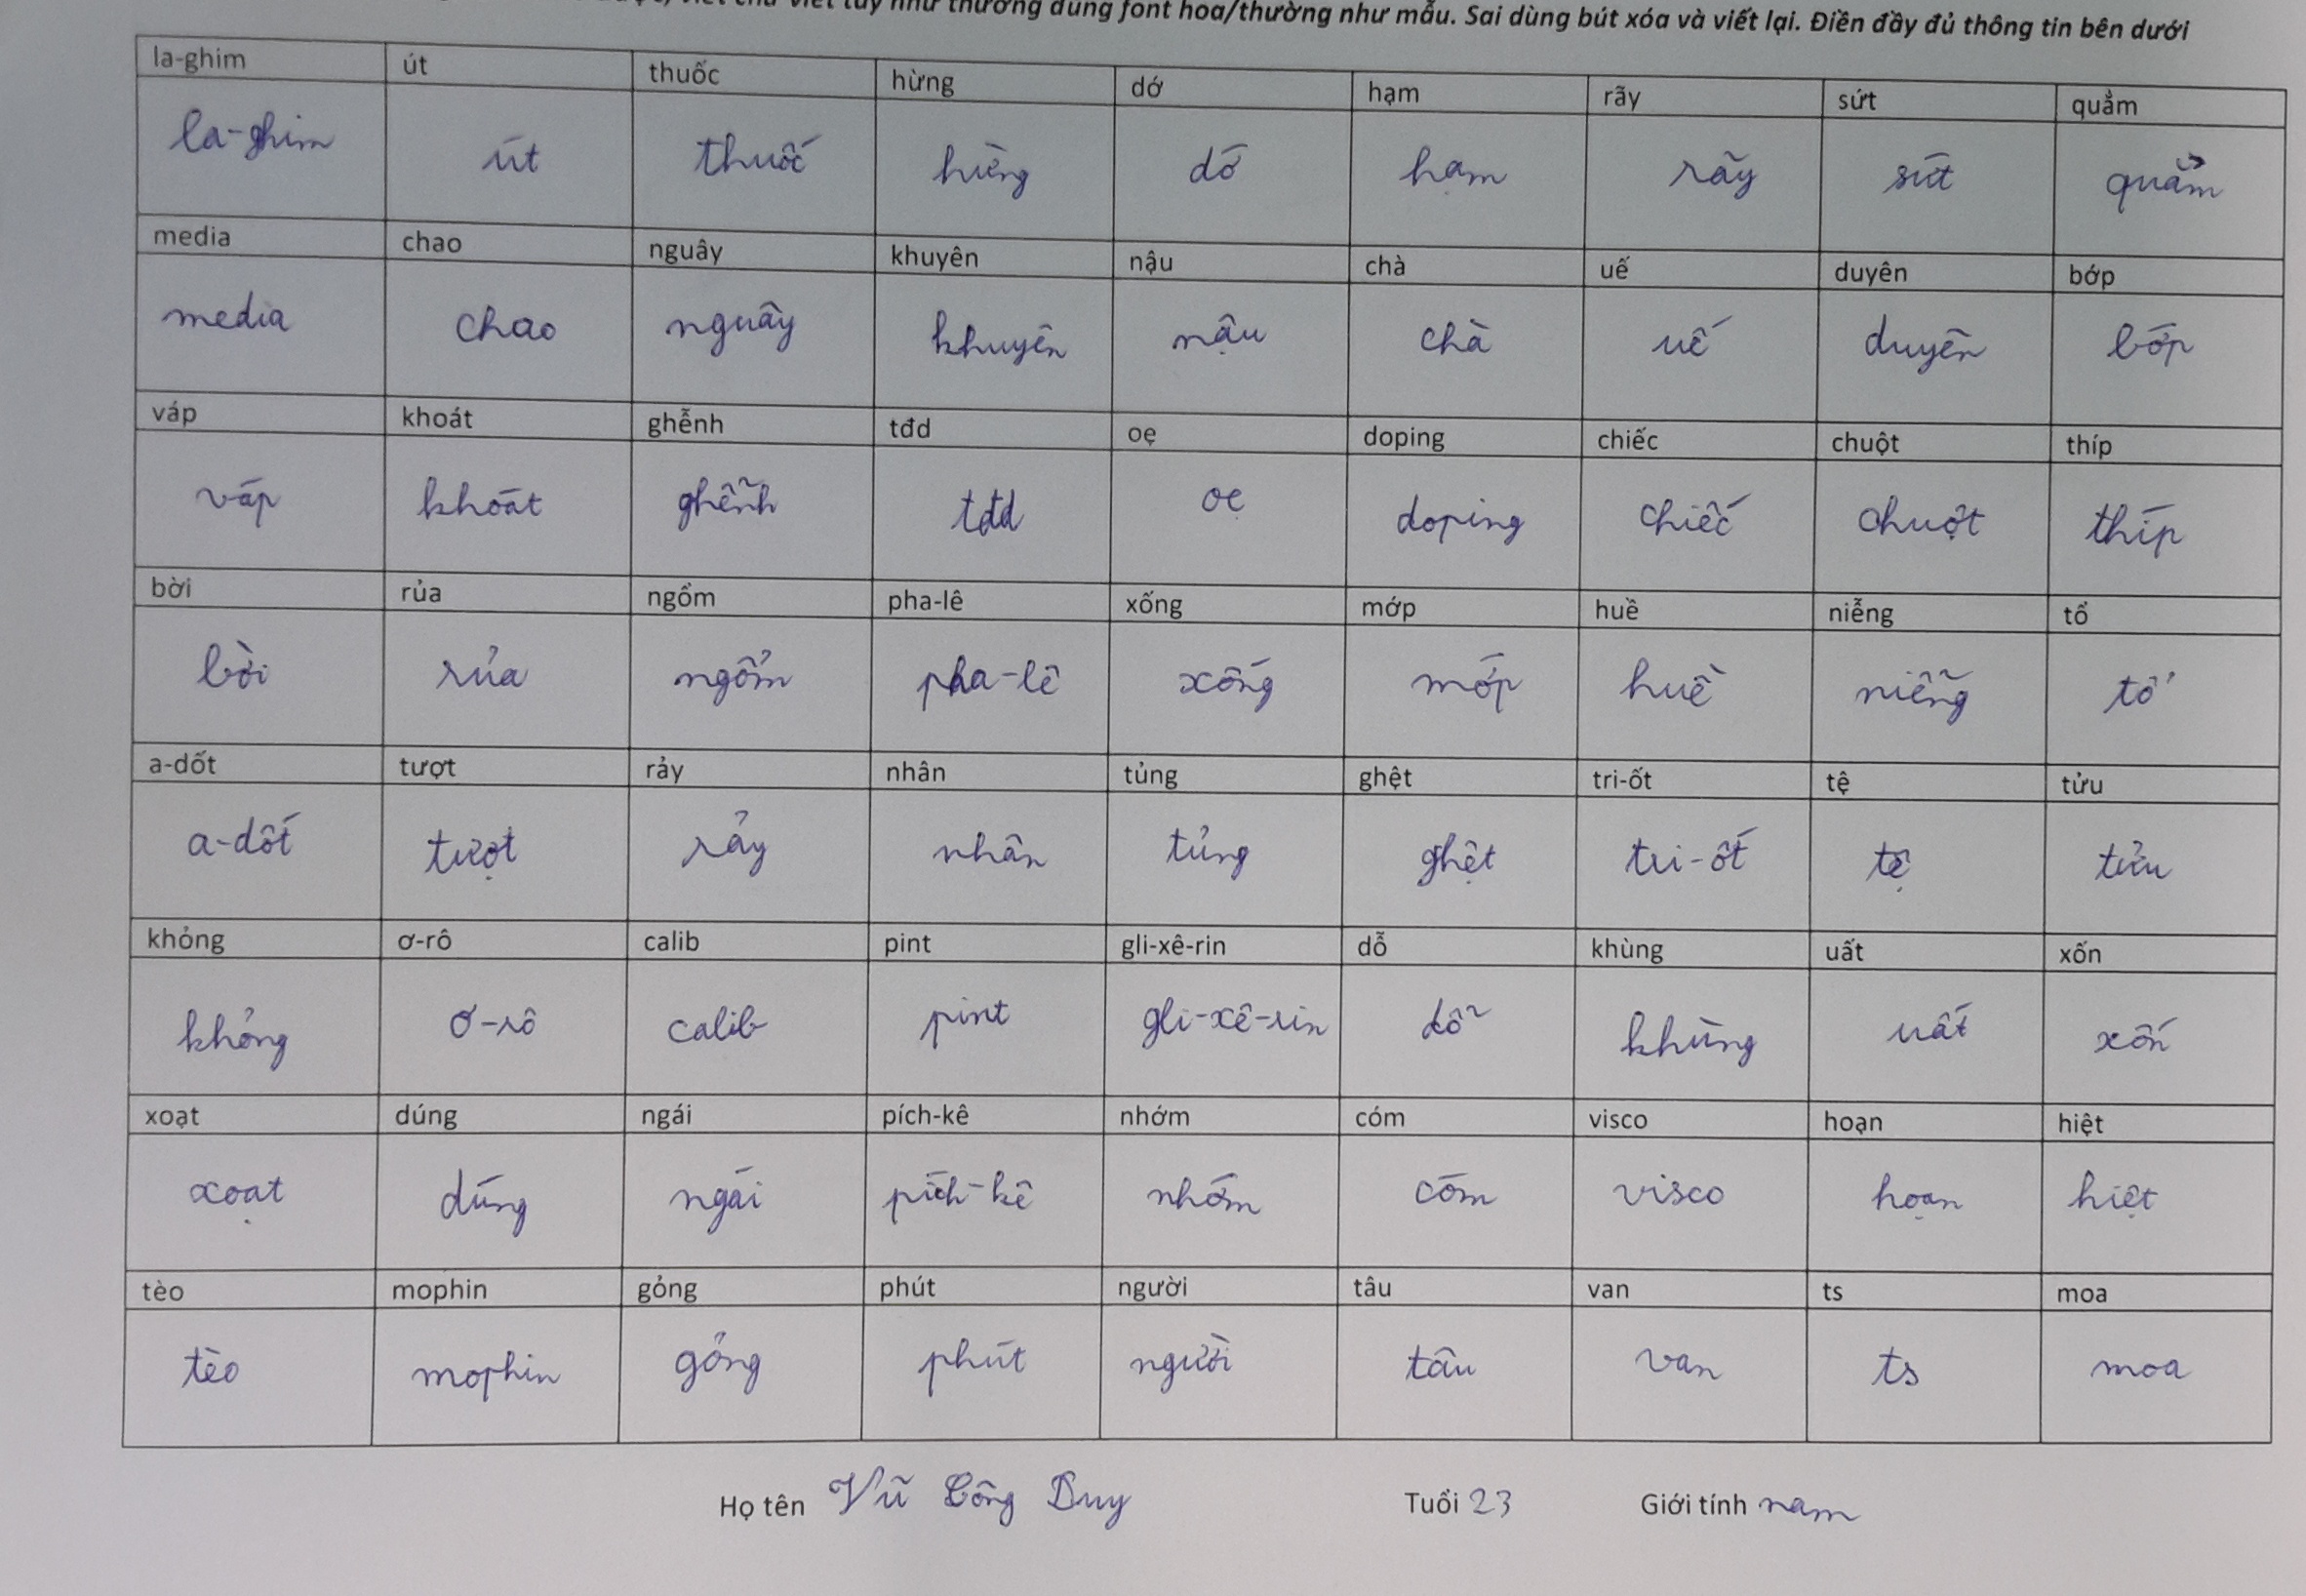 viết chữ viết tay như thường dùng font hoa/thường như mẫu. Sai dùng bút xóa và viết lại. Điền đầy đủ thông tin bên dưới
la-ghim út thuốc hừng dớ hạm rãy sứt quằm
la-ghim út thuốc hừng dớ hạm rãy sứt quẳm
media chao nguây khuyên nậu chà uế duyên bớp
media chao nguây khuyên nậu chà uế duyên bớp
váp khoát ghễnh tđd oẹ doping chiếc chuột thíp
váp khoát ghễnh tđd oẹ doping chiếc chuột thíp
bời rủa ngổm pha-lê xống mớp huề niễng tổ
bời rủa ngổm pha-lê xống mớp huề niễng tổ
a-dốt tượt rảy nhân tủng ghệt tri-ốt tệ tửu
a-dốt tượt rảy nhân tủng ghệt tri-ốt tệ tửu
khỏng ơ-rô calib pint gli-xê-rin dỗ khùng uất xốn
khỏng ơ-rô calib pint gli-xê-rin dỗ khùng uất xốn
xoạt dúng ngái pích-kê nhớm cóm visco hoạn hiệt
xoạt dúng ngái pích-kê nhớm cóm visco hoạn hiệt
tèo mophin gỏng phút người tâu van ts moa
tèo mophin gỏng phút người tâu van ts moa
Họ tên Vũ Công Duy Tuổi 23 Giới tính nam